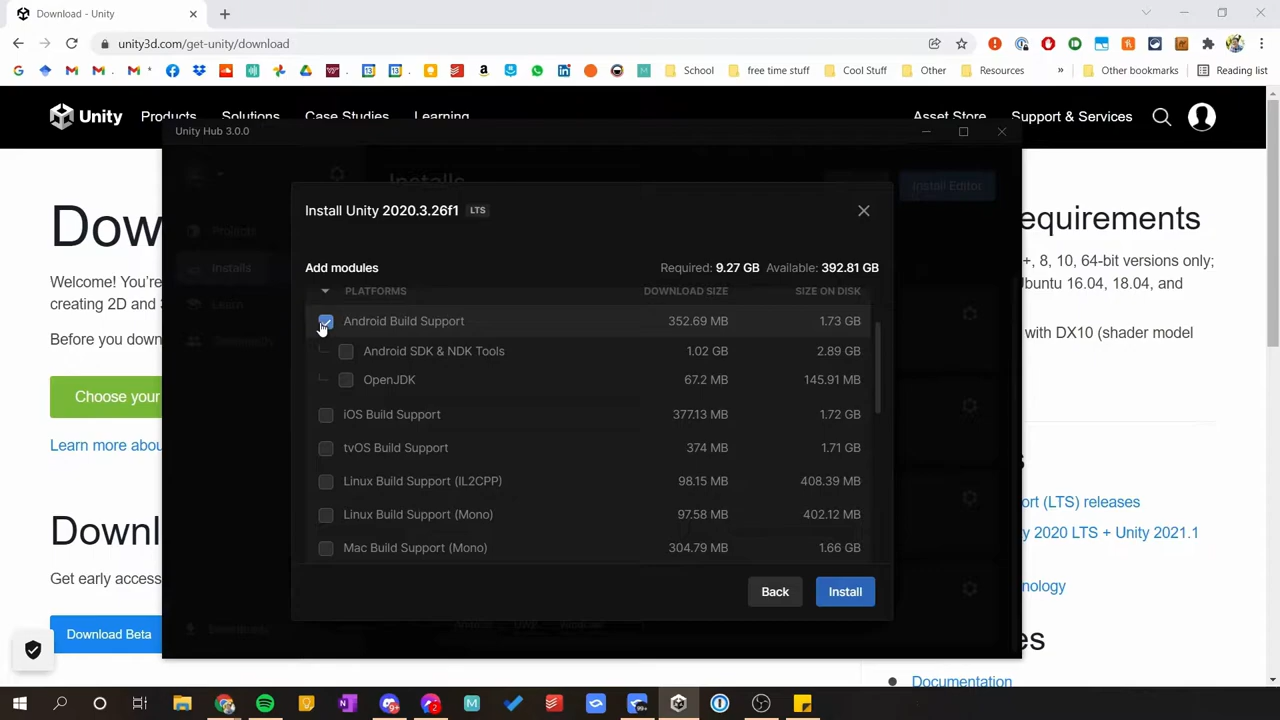 Download - Unity
unity3d.com/get-unity/download
School
free time stuff
Cool Stuff
Other
Resources
»
Other bookmarks
Reading list
Unity
Products
Solutions
Case Studies
Learning
Asset Store
Support & Services
Unity Hub 3.0.0
Installs
Install Editor
Projects
Installs
Learn
Install Unity 2020.3.26f1 LTS
Add modules
Required: 9.27 GB Available: 392.81 GB
PLATFORMS DOWNLOAD SIZE SIZE ON DISK
Android Build Support 352.69 MB 1.73 GB
Android SDK & NDK Tools 1.02 GB 2.89 GB
OpenJDK 67.2 MB 145.91 MB
iOS Build Support 377.13 MB 1.72 GB
tvOS Build Support 374 MB 1.71 GB
Linux Build Support (IL2CPP) 98.15 MB 408.39 MB
Linux Build Support (Mono) 97.58 MB 402.12 MB
Mac Build Support (Mono) 304.79 MB 1.66 GB
Back
Install
Dow
Welcome! You're
creating 2D and 3
Before you down
Choose your
Learn more abou
Downl
Get early access
Download Beta
equirements
+, 8, 10, 64-bit versions only;
Ubuntu 16.04, 18.04, and
with DX10 (shader model
s
ort (LTS) releases
y 2020 LTS + Unity 2021.1
nology
es
Documentation